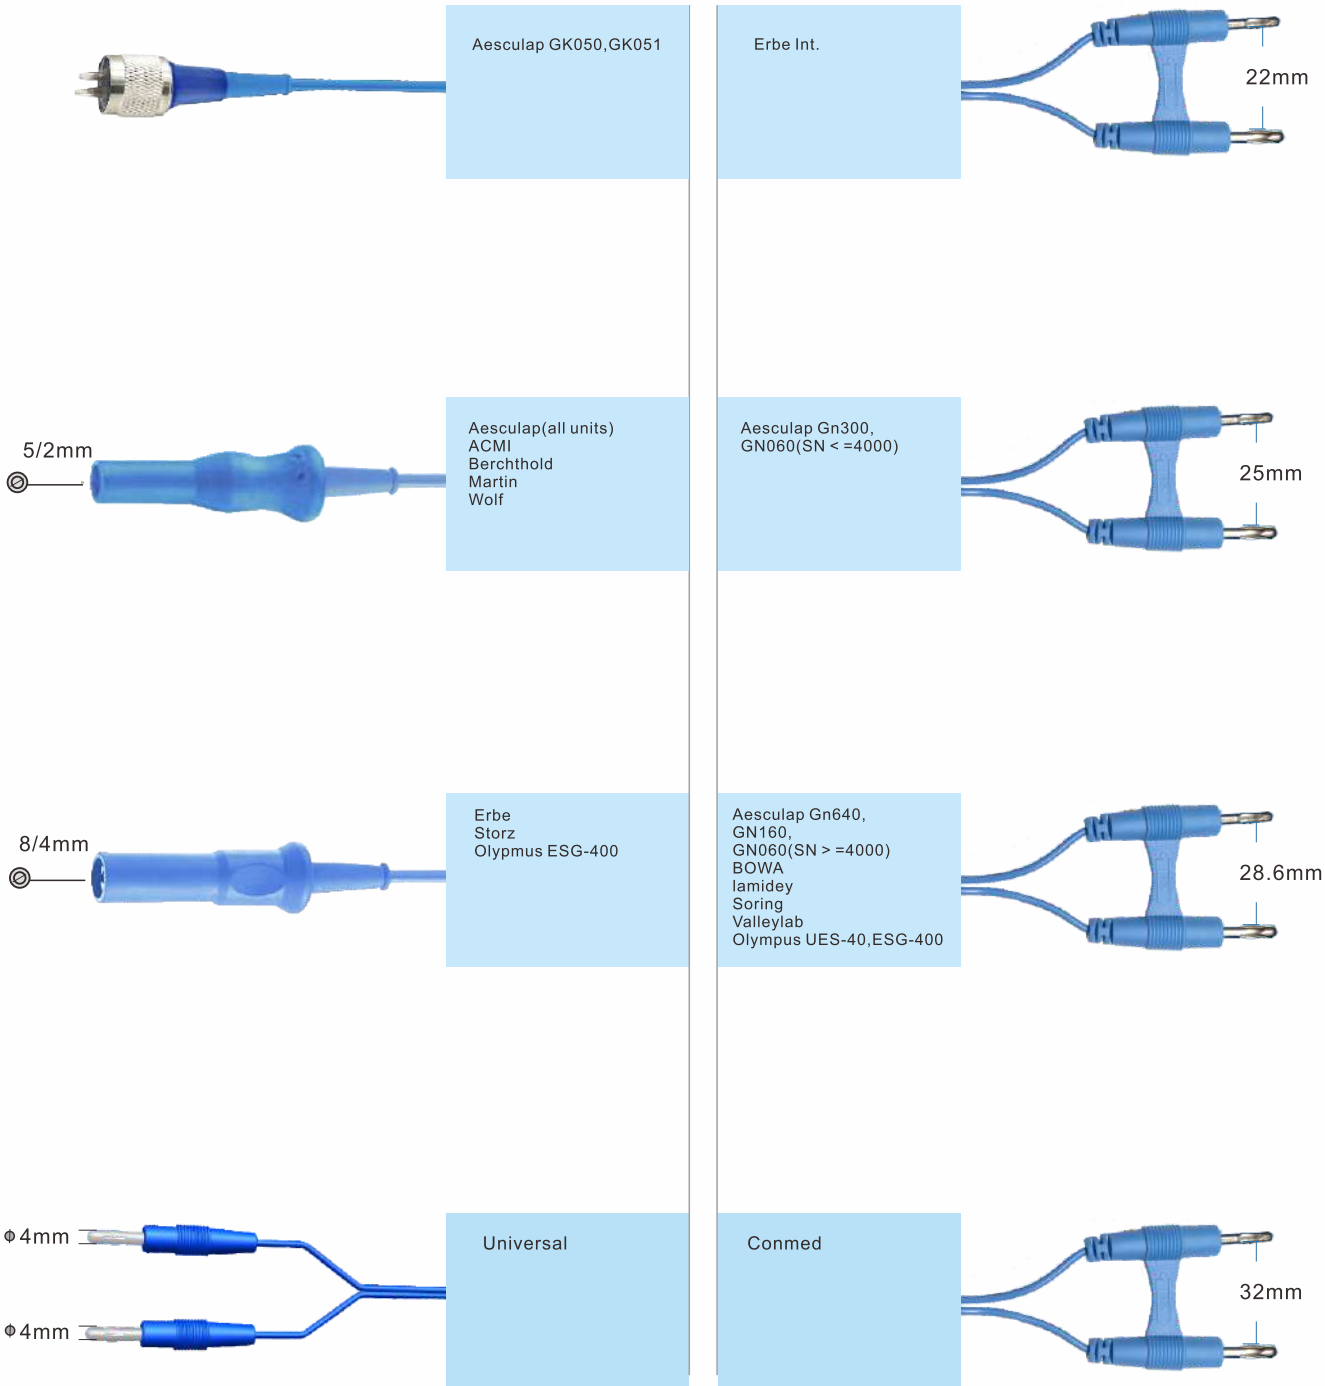 Aesculap GK050,GK051
Erbe Int.
22mm
5/2mm
Aesculap(all units)
ACMI
Berchthold
Martin
Wolf
Aesculap Gn300,
GN060(SN < =4000)
25mm
8/4mm
Erbe
Storz
Olypmus ESG-400
Aesculap Gn640,
GN160,
GN060(SN > =4000)
BOWA
lamidey
Soring
Valleylab
Olympus UES-40,ESG-400
28.6mm
ϕ4mm
ϕ4mm
Universal
Conmed
32mm